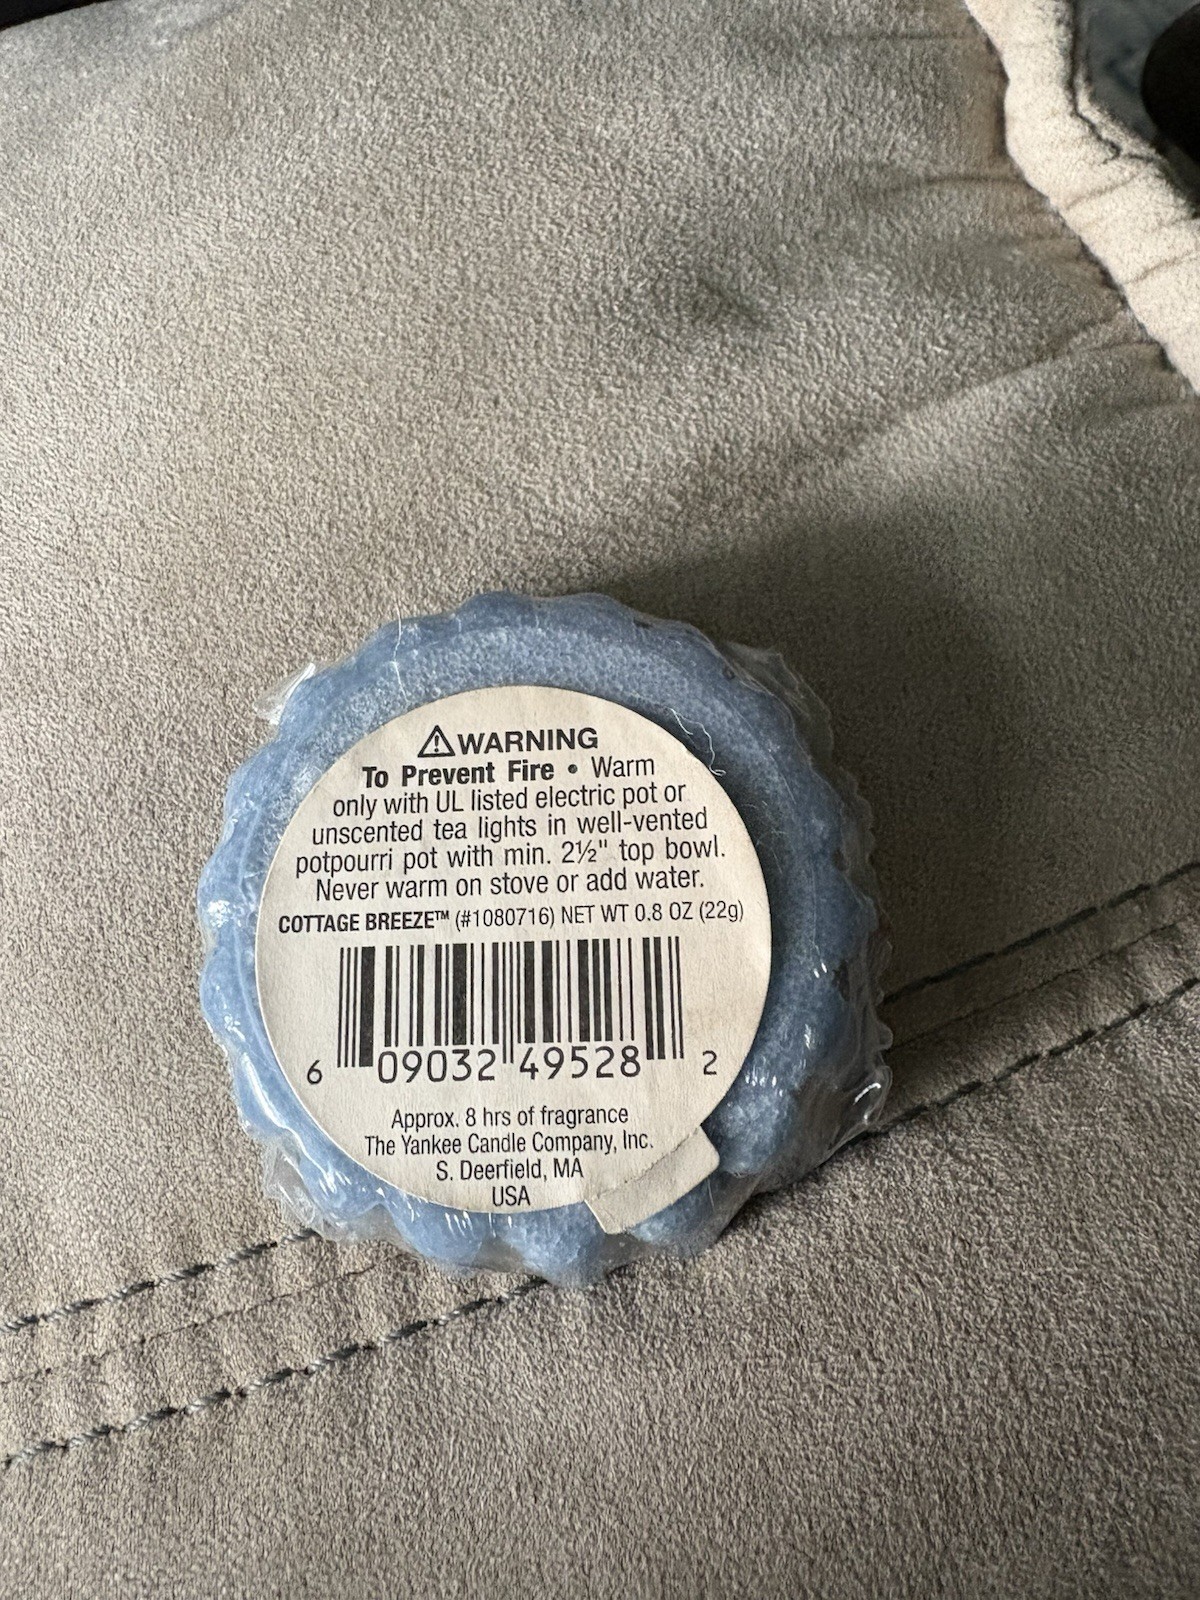 ⚠WARNING
To Prevent Fire • Warm
only with UL listed electric pot or
unscented tea lights in well-vented
potpourri pot with min. 2½" top bowl.
Never warm on stove or add water.
COTTAGE BREEZE™ (#1080716) NET WT 0.8 OZ (22g)
6 09032 49528 2
Approx. 8 hrs of fragrance
The Yankee Candle Company, Inc.
S. Deerfield, MA
USA